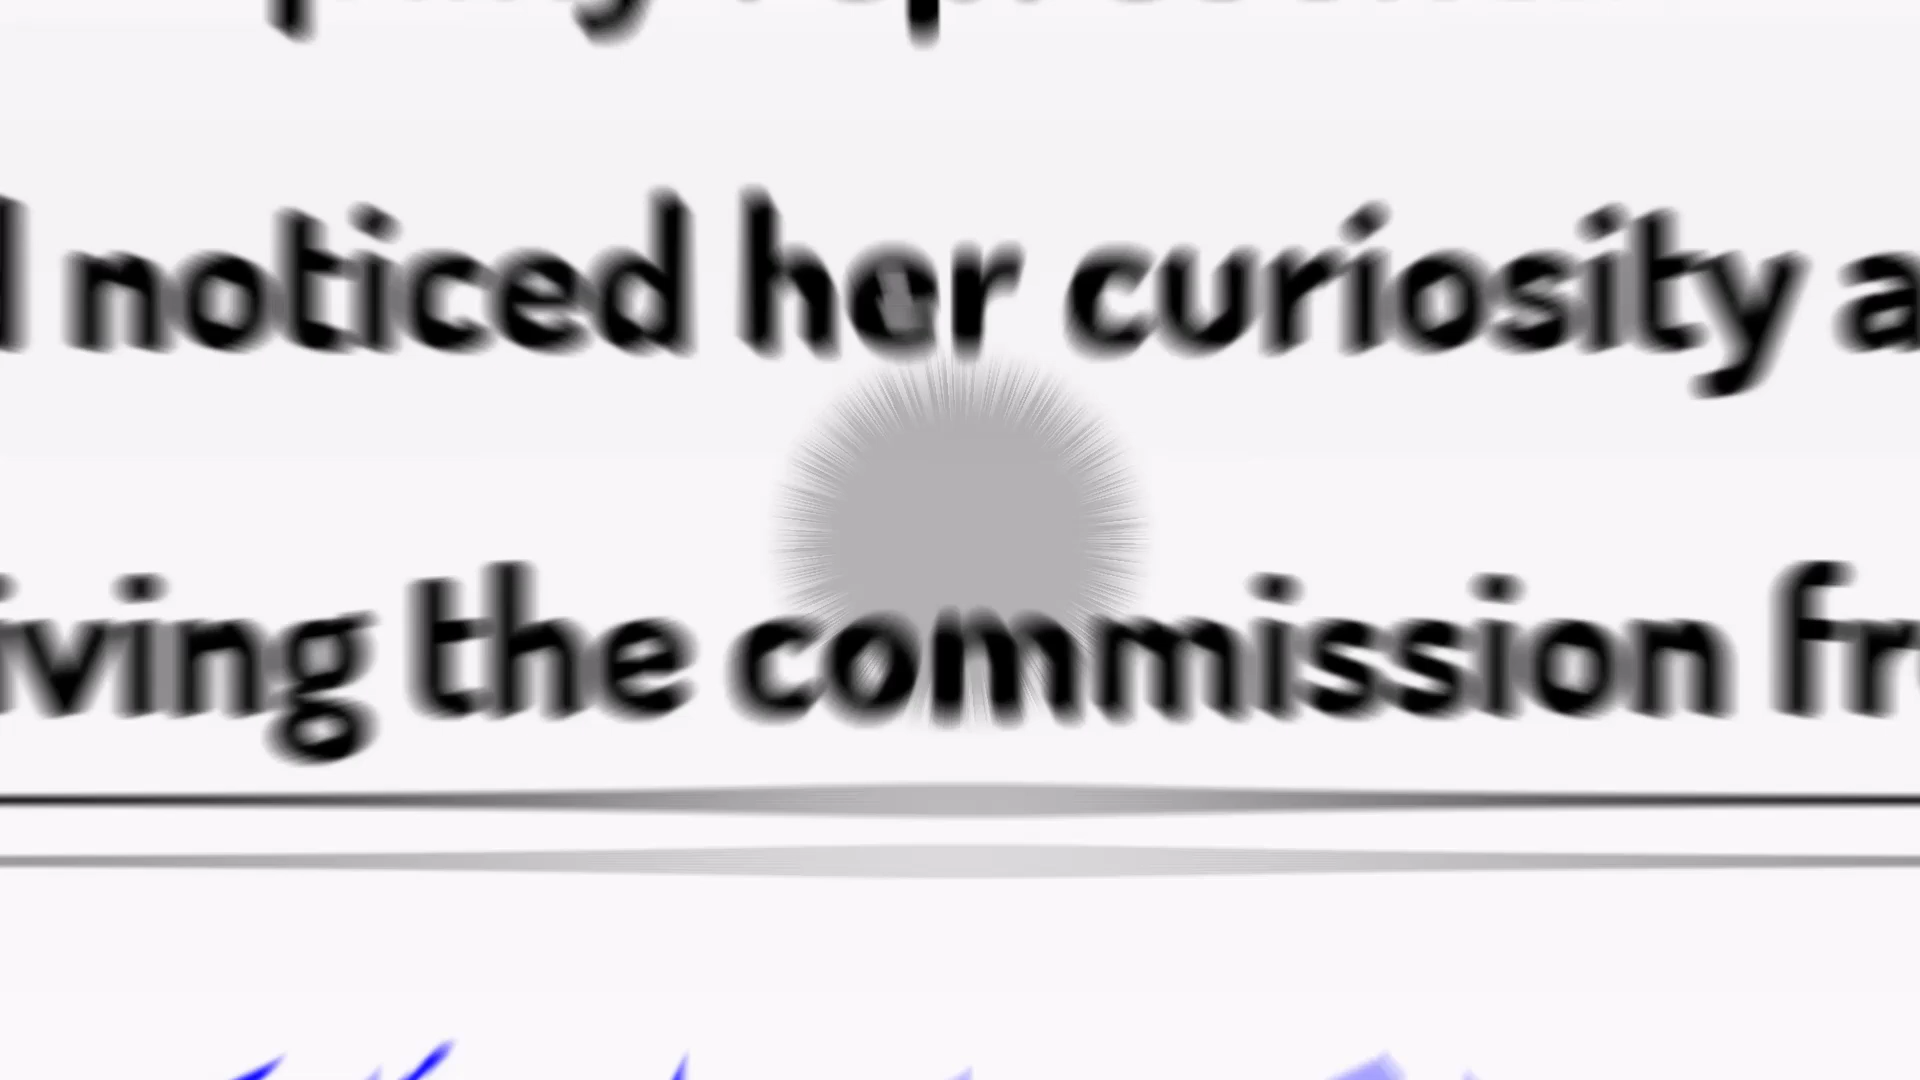 noticed her curiosity a
iving the commission fr